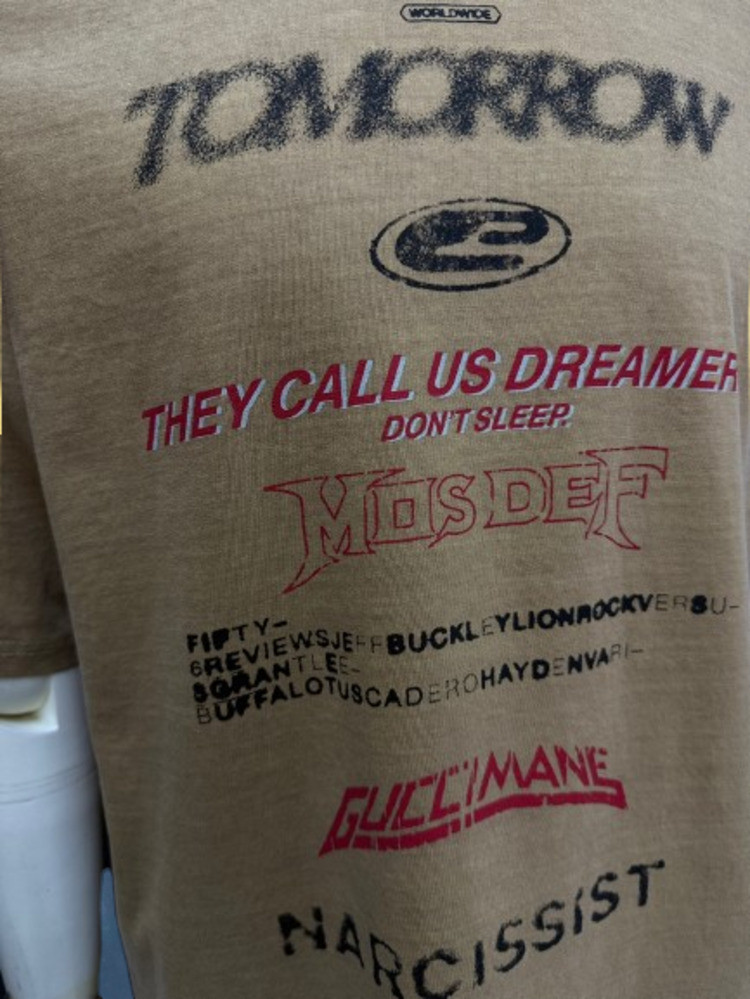 WORLDWIDE
TOMORROW
THEY CALL US DREAMER
DON'T SLEEP.
MOSDEF
FIFTY-
6REVIEWSJEFFBUCKLEYLIONROCKVERSU-
SGRANTLEE-
BUFFALOTUSCADEROHAYDENVARI-
GUCCIMANE
NARCISSIST